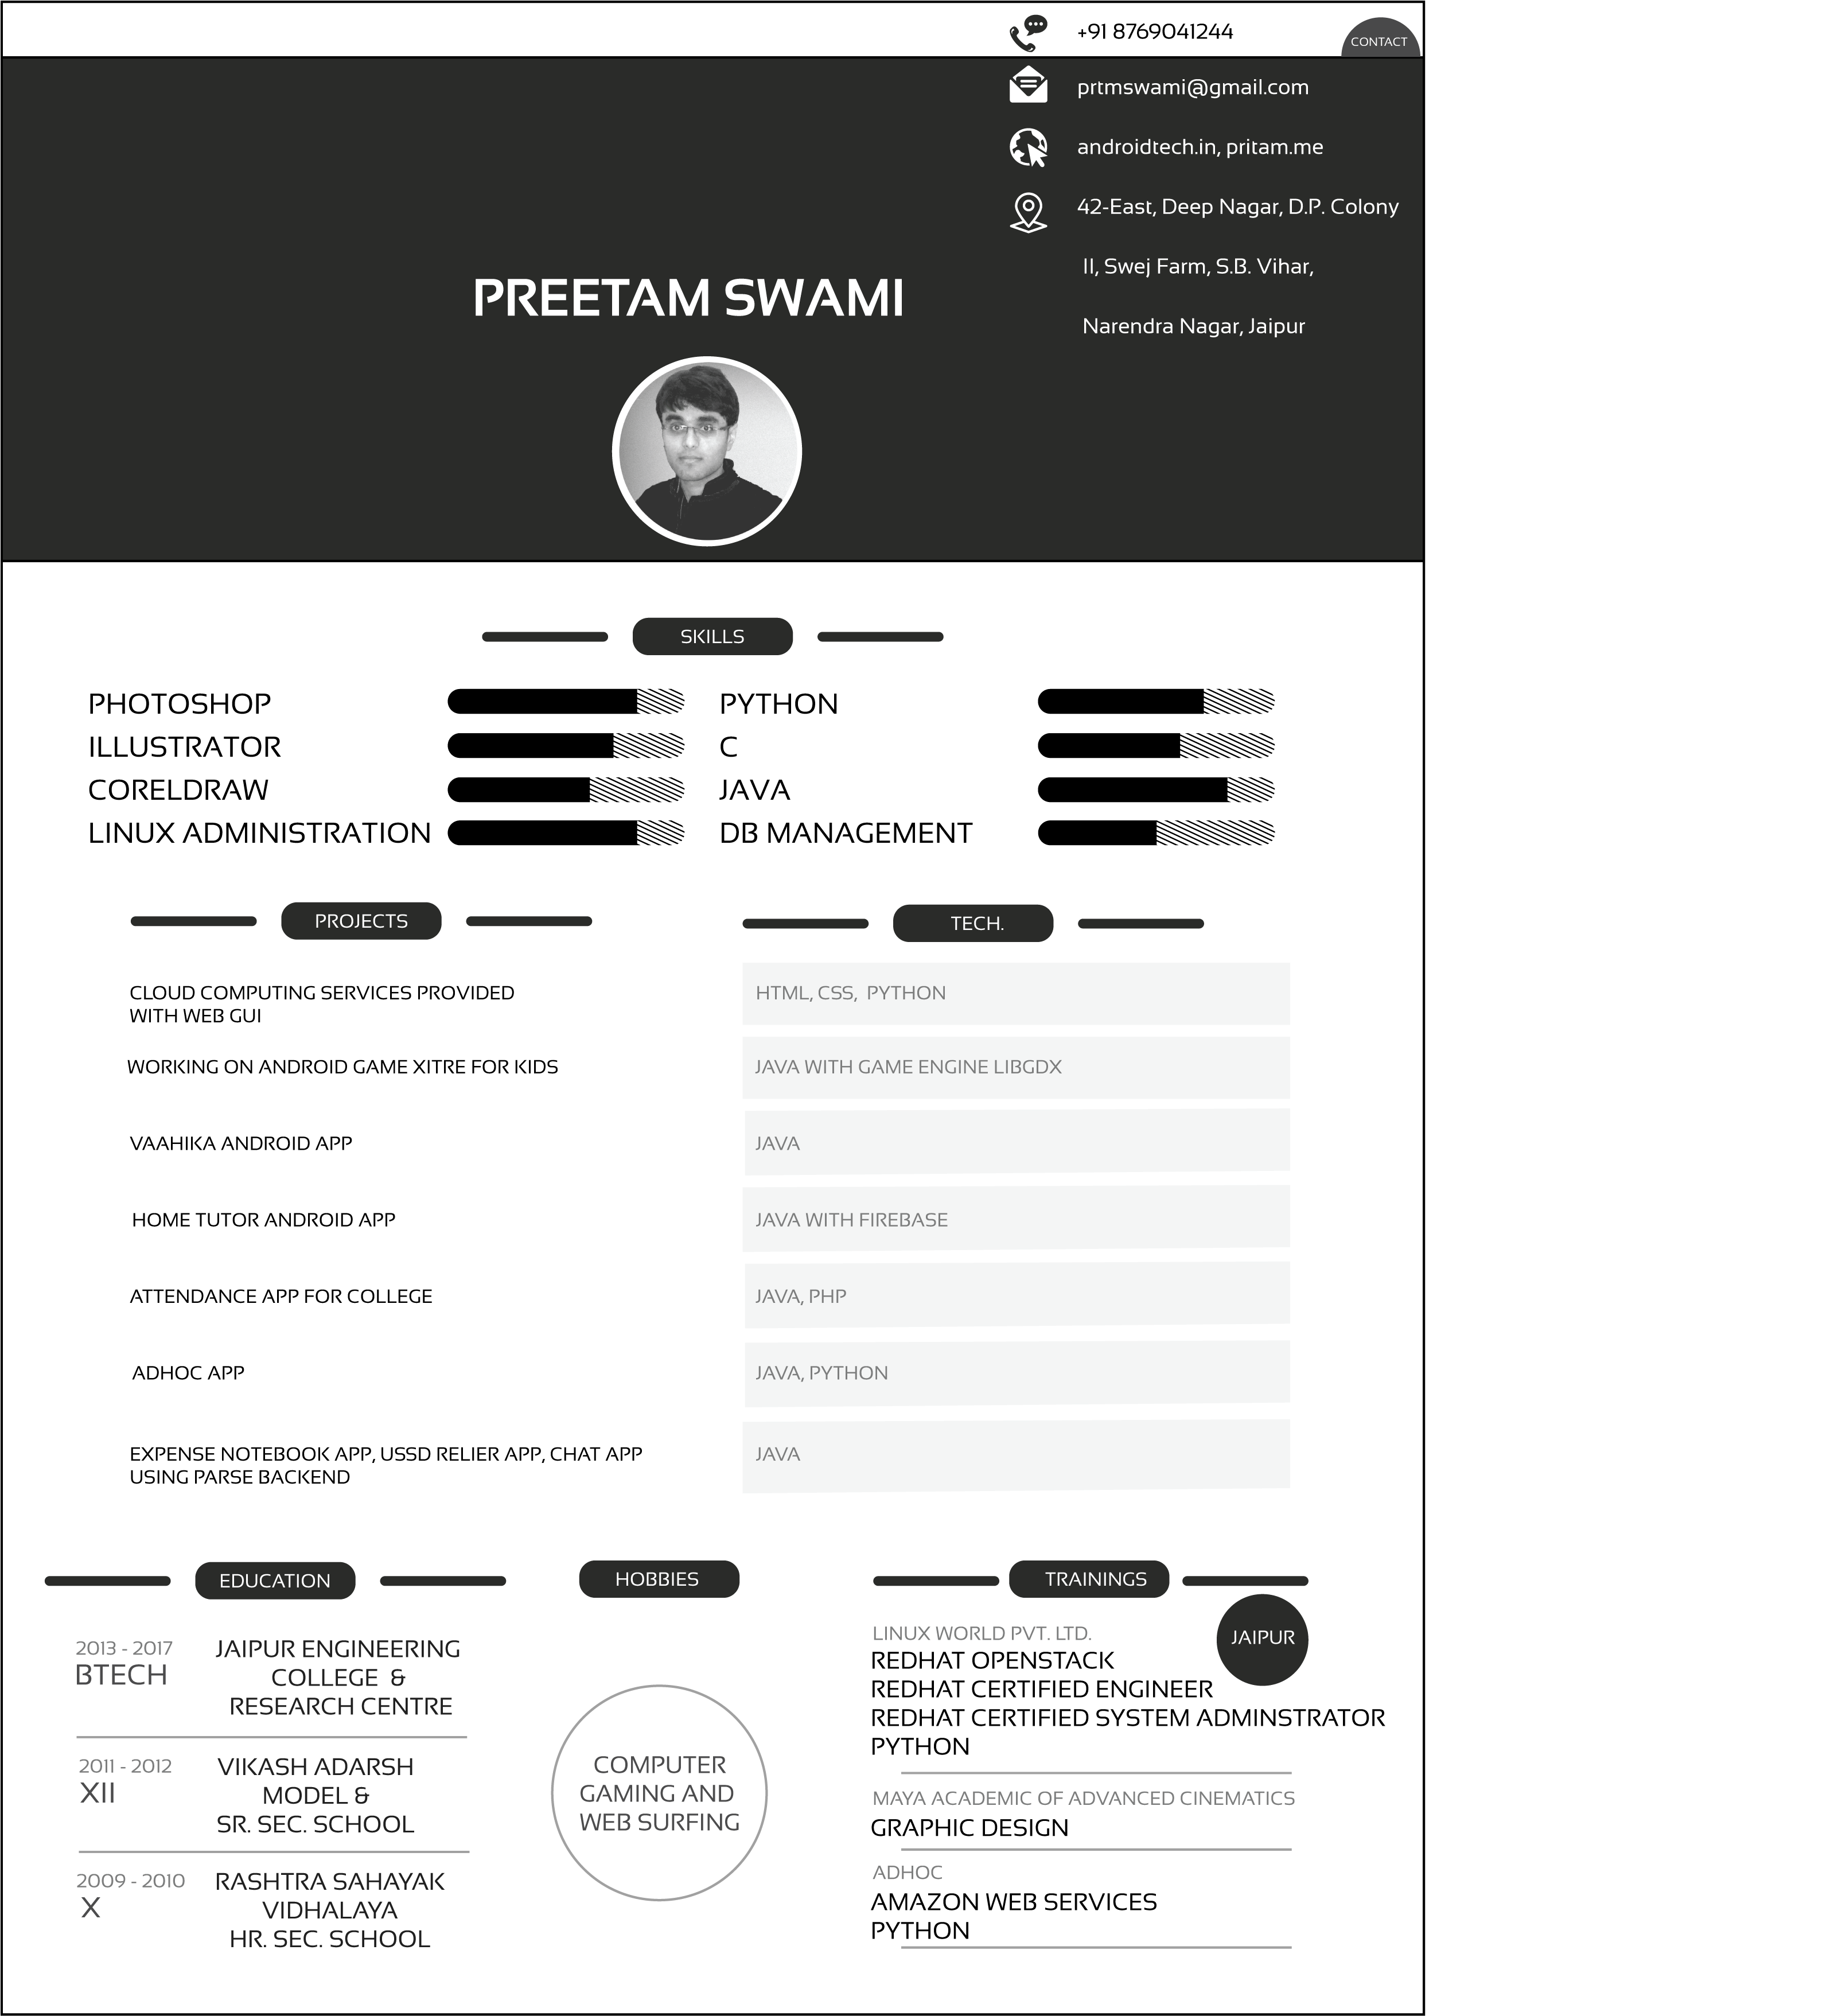 +91 8769041244
CONTACT
prtmswami@gmail.com
androidtech.in, pritam.me
42-East, Deep Nagar, D.P. Colony
II, Swej Farm, S.B. Vihar,
Narendra Nagar, Jaipur
PREETAM SWAMI
SKILLS
PHOTOSHOP
ILLUSTRATOR
CORELDRAW
LINUX ADMINISTRATION
PYTHON
C
JAVA
DB MANAGEMENT
PROJECTS
TECH.
CLOUD COMPUTING SERVICES PROVIDED
WITH WEB GUI
HTML, CSS, PYTHON
WORKING ON ANDROID GAME XITRE FOR KIDS
JAVA WITH GAME ENGINE LIBGDX
VAAHIKA ANDROID APP
JAVA
HOME TUTOR ANDROID APP
JAVA WITH FIREBASE
ATTENDANCE APP FOR COLLEGE
JAVA, PHP
ADHOC APP
JAVA, PYTHON
EXPENSE NOTEBOOK APP, USSD RELIER APP, CHAT APP
USING PARSE BACKEND
JAVA
EDUCATION
2013 - 2017
BTECH
JAIPUR ENGINEERING
COLLEGE &
RESEARCH CENTRE
2011 - 2012
XII
VIKASH ADARSH
MODEL &
SR. SEC. SCHOOL
2009 - 2010
X
RASHTRA SAHAYAK
VIDHALAYA
HR. SEC. SCHOOL
HOBBIES
COMPUTER
GAMING AND
WEB SURFING
TRAININGS
JAIPUR
LINUX WORLD PVT. LTD.
REDHAT OPENSTACK
REDHAT CERTIFIED ENGINEER
REDHAT CERTIFIED SYSTEM ADMINSTRATOR
PYTHON
MAYA ACADEMIC OF ADVANCED CINEMATICS
GRAPHIC DESIGN
ADHOC
AMAZON WEB SERVICES
PYTHON